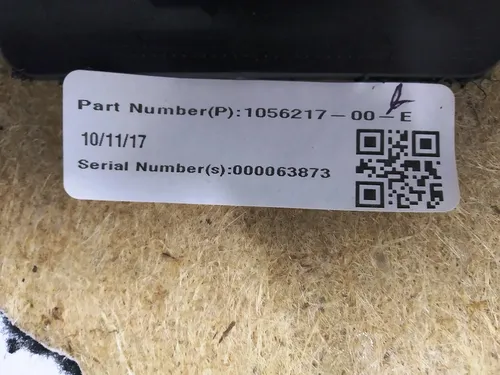 Part Number(P):1056217-00-E
10/11/17
Serial Number(s):000063873